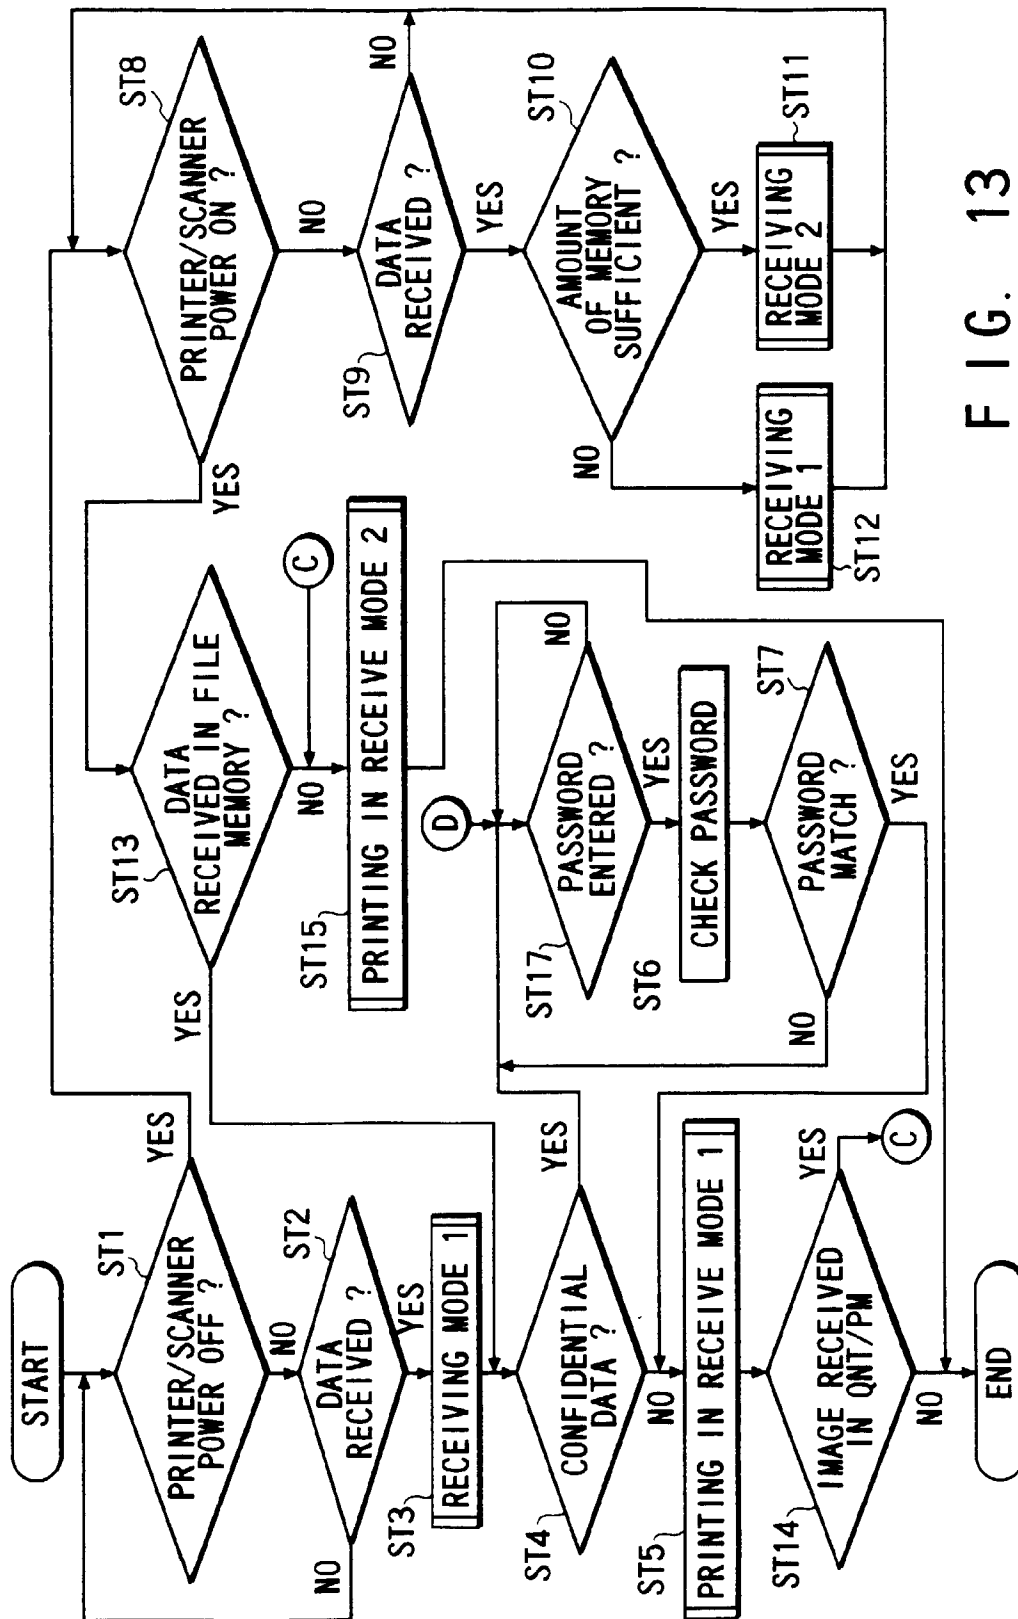 START
ST1
PRINTER/SCANNER
POWER OFF ?
YES
NO
ST2
DATA
RECEIVED ?
NO
YES
ST3
RECEIVING MODE 1
ST4
CONFIDENTIAL
DATA ?
YES
NO
ST5
PRINTING IN RECEIVE MODE 1
ST14
IMAGE RECEIVED
IN QNT/PM
YES
C
NO
END
ST13
DATA
RECEIVED IN FILE
MEMORY ?
YES
NO
C
ST15
PRINTING IN RECEIVE MODE 2
D
ST17
PASSWORD
ENTERED ?
NO
YES
ST6
CHECK PASSWORD
ST7
PASSWORD
MATCH ?
NO
YES
ST8
PRINTER/SCANNER
POWER ON ?
YES
NO
ST9
DATA
RECEIVED ?
NO
YES
ST10
AMOUNT
OF MEMORY
SUFFICIENT ?
NO
YES
ST11
RECEIVING
MODE 2
ST12
RECEIVING
MODE 1
FIG. 13